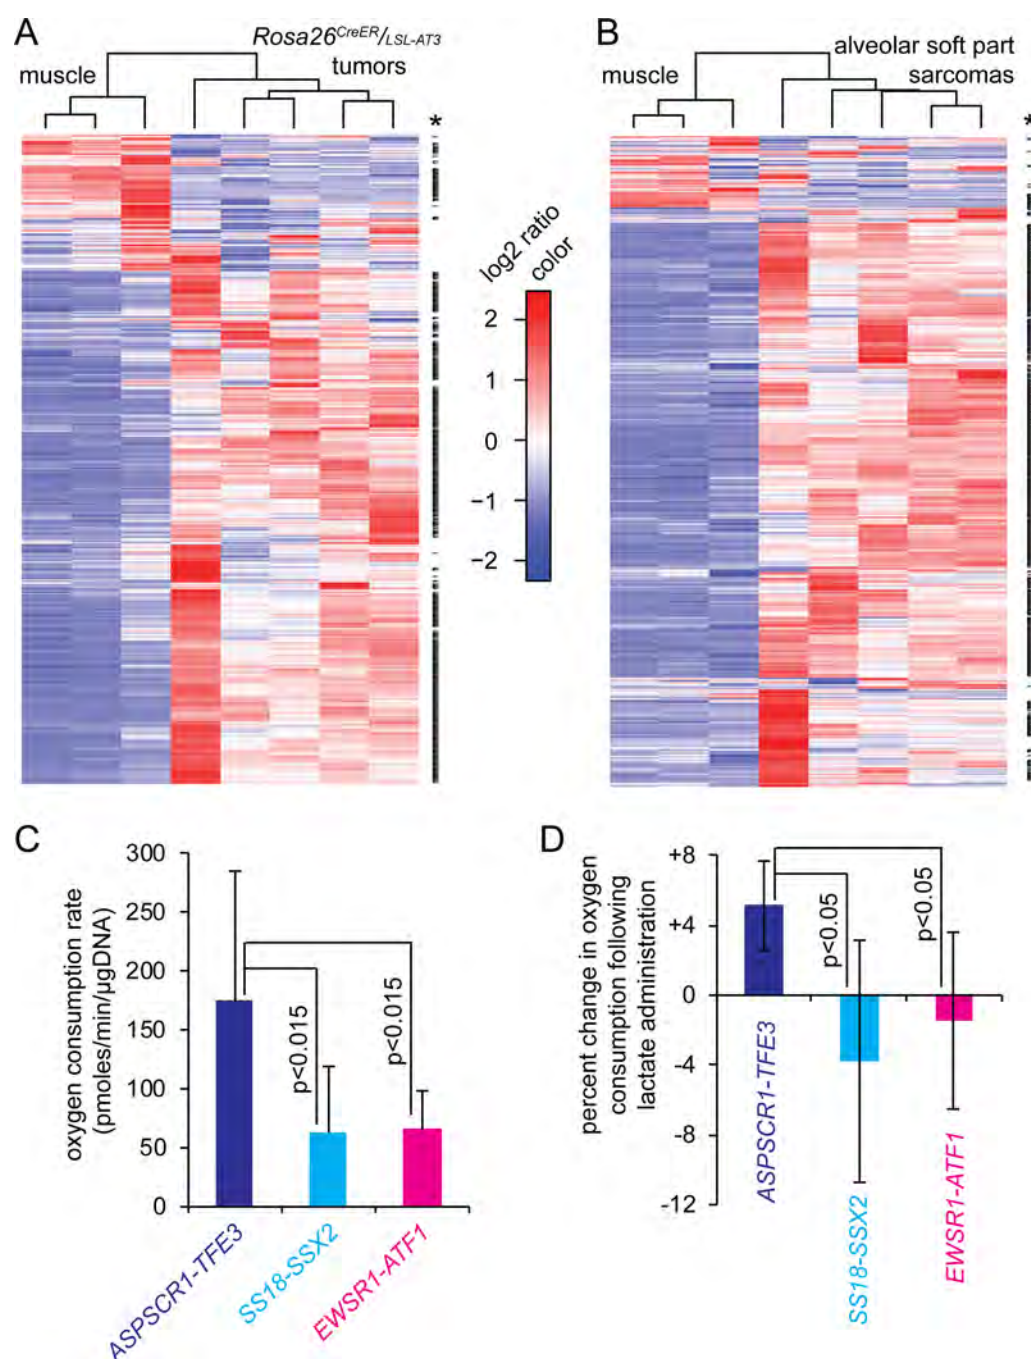 A
Rosa26CreER/LSL-AT3
tumors
muscle
*
B
alveolar soft part
sarcomas
muscle
*
log2 ratio
color
2
1
0
−1
−2
C
oxygen consumption rate
(pmoles/min/µgDNA)
300
250
200
150
100
50
0
p<0.015
p<0.015
ASPSCR1-TFE3
SS18-SSX2
EWSR1-ATF1
D
percent change in oxygen
consumption following
lactate administration
+8
+4
0
-4
-8
-12
p<0.05
p<0.05
ASPSCR1-TFE3
SS18-SSX2
EWSR1-ATF1